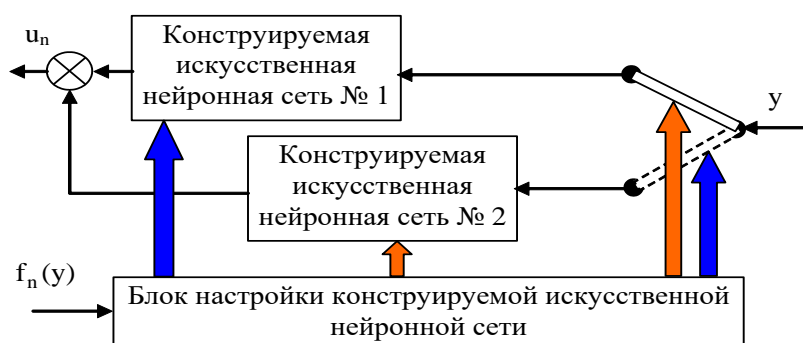 uₙ
Конструируемая
искусственная
нейронная сеть № 1
y
Конструируемая
искусственная
нейронная сеть № 2
fₙ(y)
Блок настройки конструируемой искусственной
нейронной сети